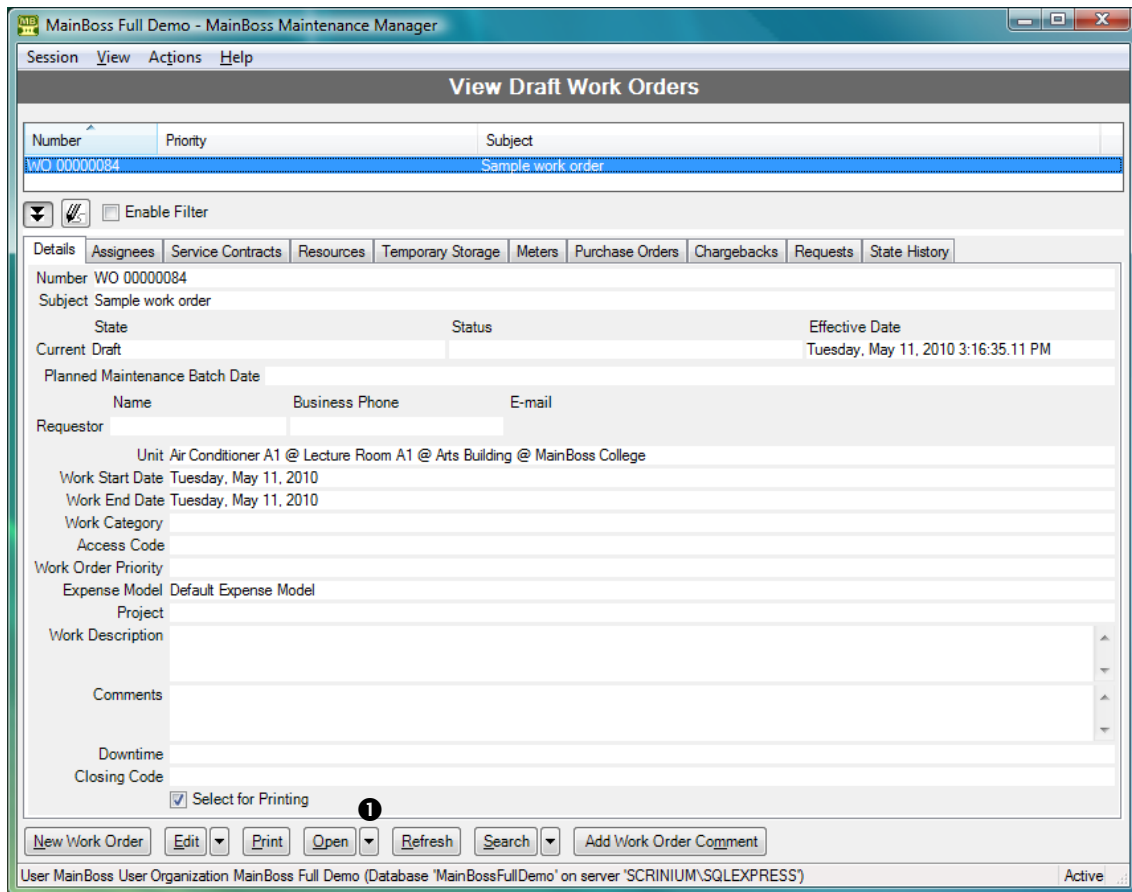 MainBoss Full Demo - MainBoss Maintenance Manager
Session View Actions Help
View Draft Work Orders
Number Priority Subject
WO 00000084 Sample work order
Enable Filter
Details Assignees Service Contracts Resources Temporary Storage Meters Purchase Orders Chargebacks Requests State History
Number WO 00000084
Subject Sample work order
State Status Effective Date
Current Draft Tuesday, May 11, 2010 3:16:35.11 PM
Planned Maintenance Batch Date
Name Business Phone E-mail
Requestor
Unit Air Conditioner A1 @ Lecture Room A1 @ Arts Building @ MainBoss College
Work Start Date Tuesday, May 11, 2010
Work End Date Tuesday, May 11, 2010
Work Category
Access Code
Work Order Priority
Expense Model Default Expense Model
Project
Work Description
Comments
Downtime
Closing Code
Select for Printing
❶
New Work Order Edit Print Open Refresh Search Add Work Order Comment
User MainBoss User Organization MainBoss Full Demo (Database 'MainBossFullDemo' on server 'SCRINIUM\SQLEXPRESS') Active